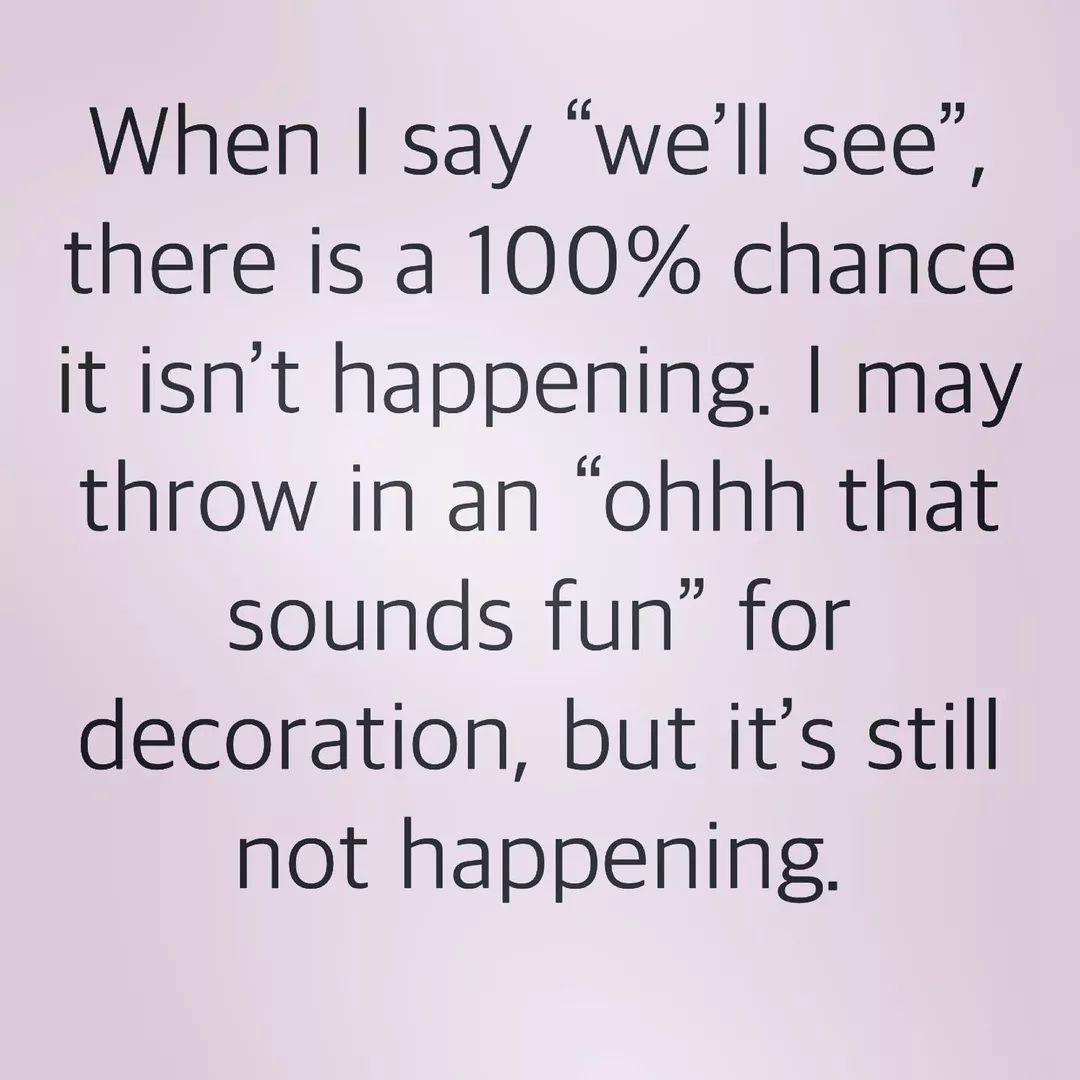 When I say “we’ll see”,
there is a 100% chance
it isn’t happening. I may
throw in an “ohhh that
sounds fun” for
decoration, but it’s still
not happening.